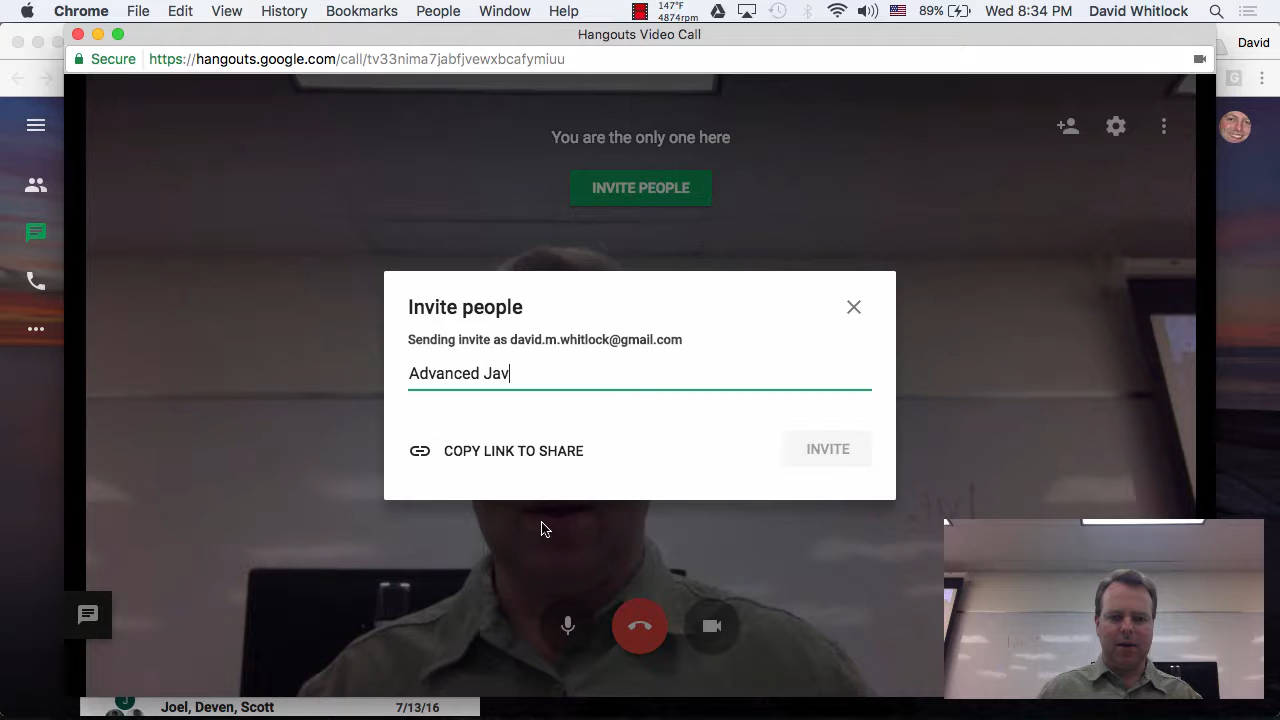 Chrome File Edit View History Bookmarks People Window Help 147°F 4874rpm 89% Wed 8:34 PM David Whitlock
Hangouts Video Call
David
Secure https://hangouts.google.com/call/tv33nima7jabfjvewxbcafymiuu
You are the only one here
INVITE PEOPLE
Invite people
Sending invite as david.m.whitlock@gmail.com
Advanced Jav
COPY LINK TO SHARE
INVITE
J
Joel, Deven, Scott 7/13/16